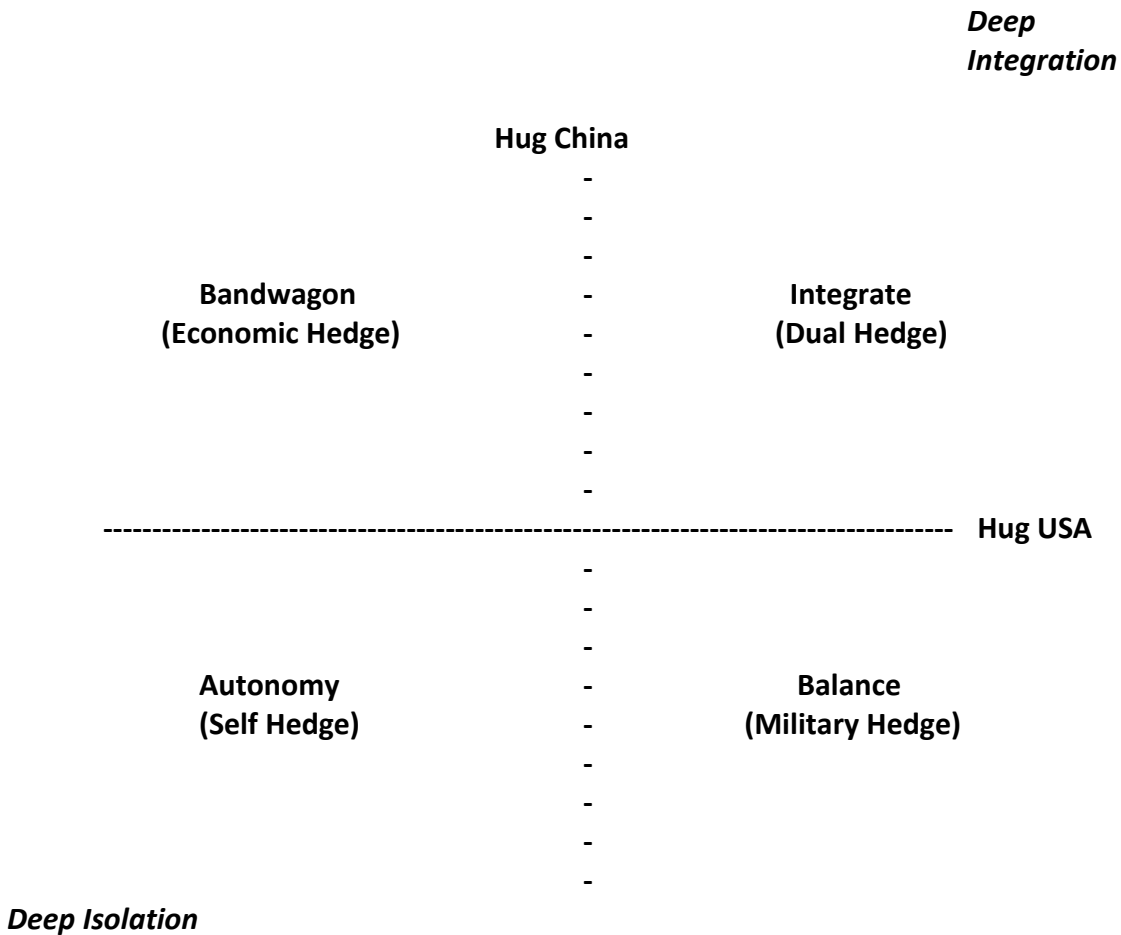 Deep
Integration
Hug China
-
-
-
Bandwagon - Integrate
(Economic Hedge) - (Dual Hedge)
-
-
-
-
--------------------------------------------------------------------------------------- Hug USA
-
-
-
Autonomy - Balance
(Self Hedge) - (Military Hedge)
-
-
-
-
Deep Isolation